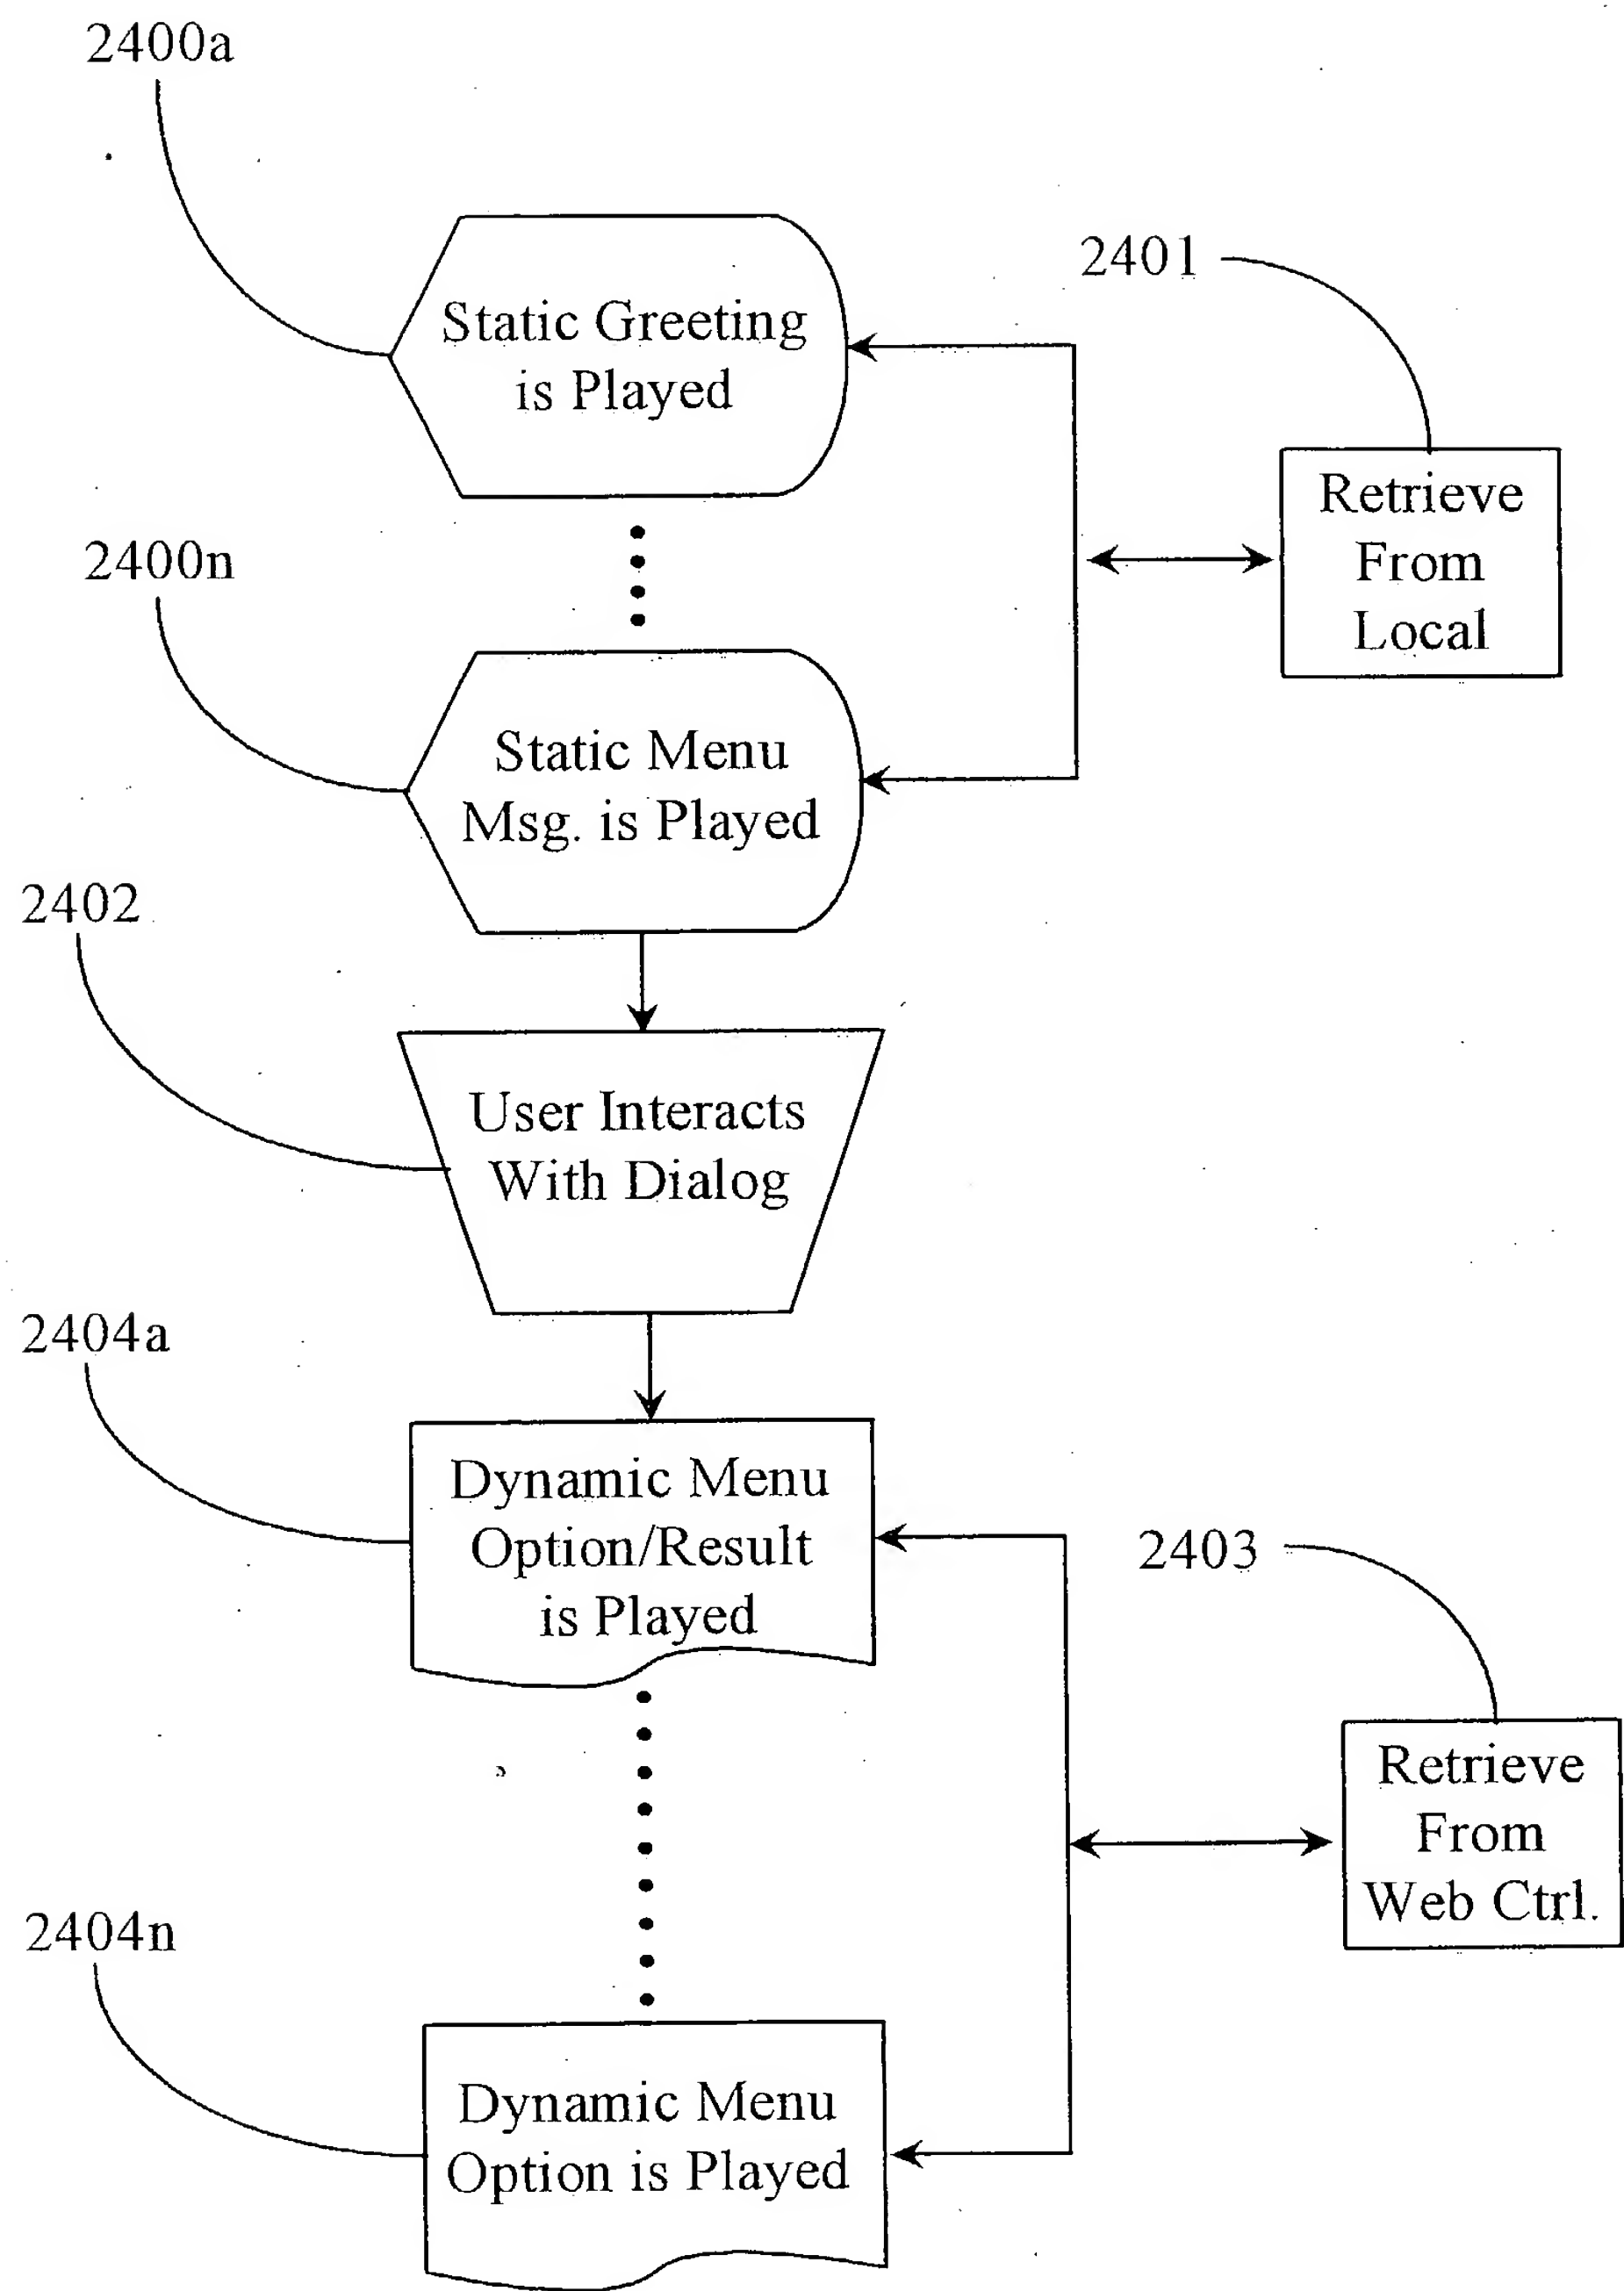 2400a
Static Greeting
is Played
2401
Retrieve
From
Local
2400n
Static Menu
Msg. is Played
2402
User Interacts
With Dialog
2404a
Dynamic Menu
Option/Result
is Played
2403
Retrieve
From
Web Ctrl.
2404n
Dynamic Menu
Option is Played